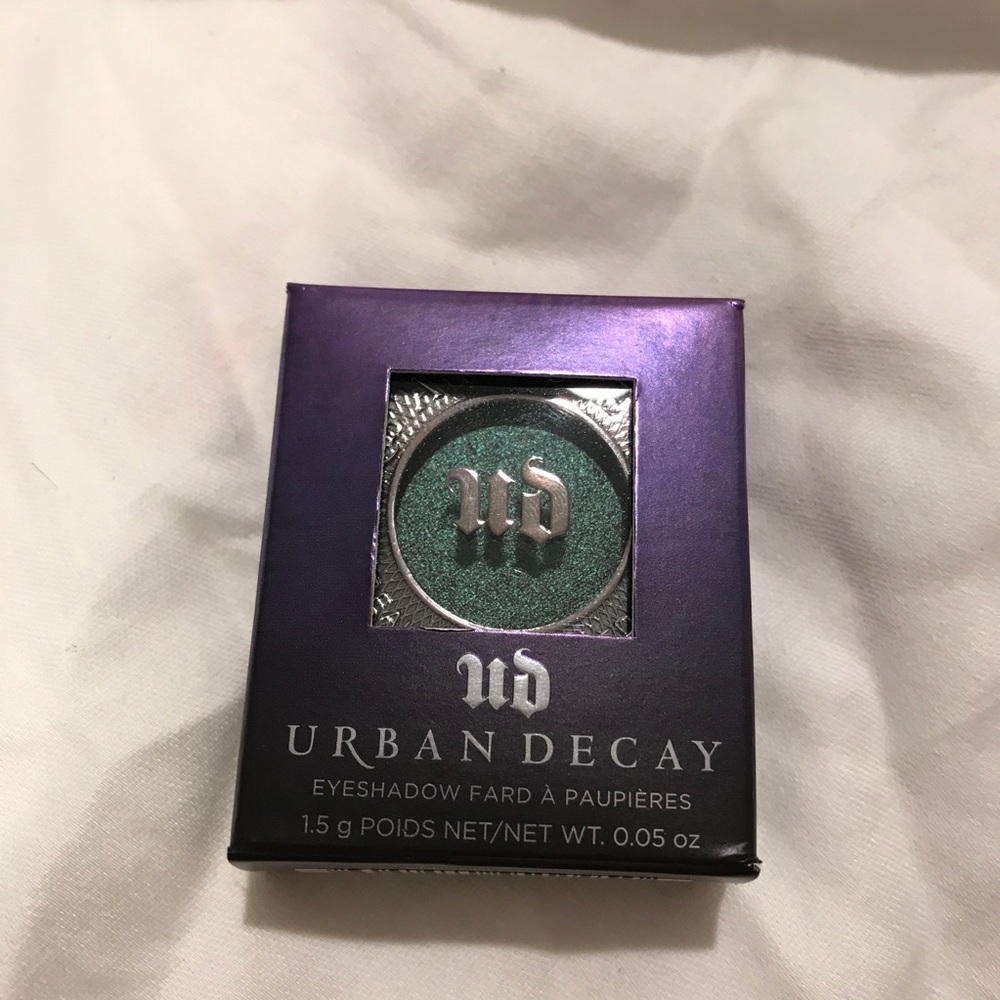 ud
ud
URBAN DECAY
EYESHADOW FARD À PAUPIÈRES
1.5 g POIDS NET/NET WT. 0.05 oz